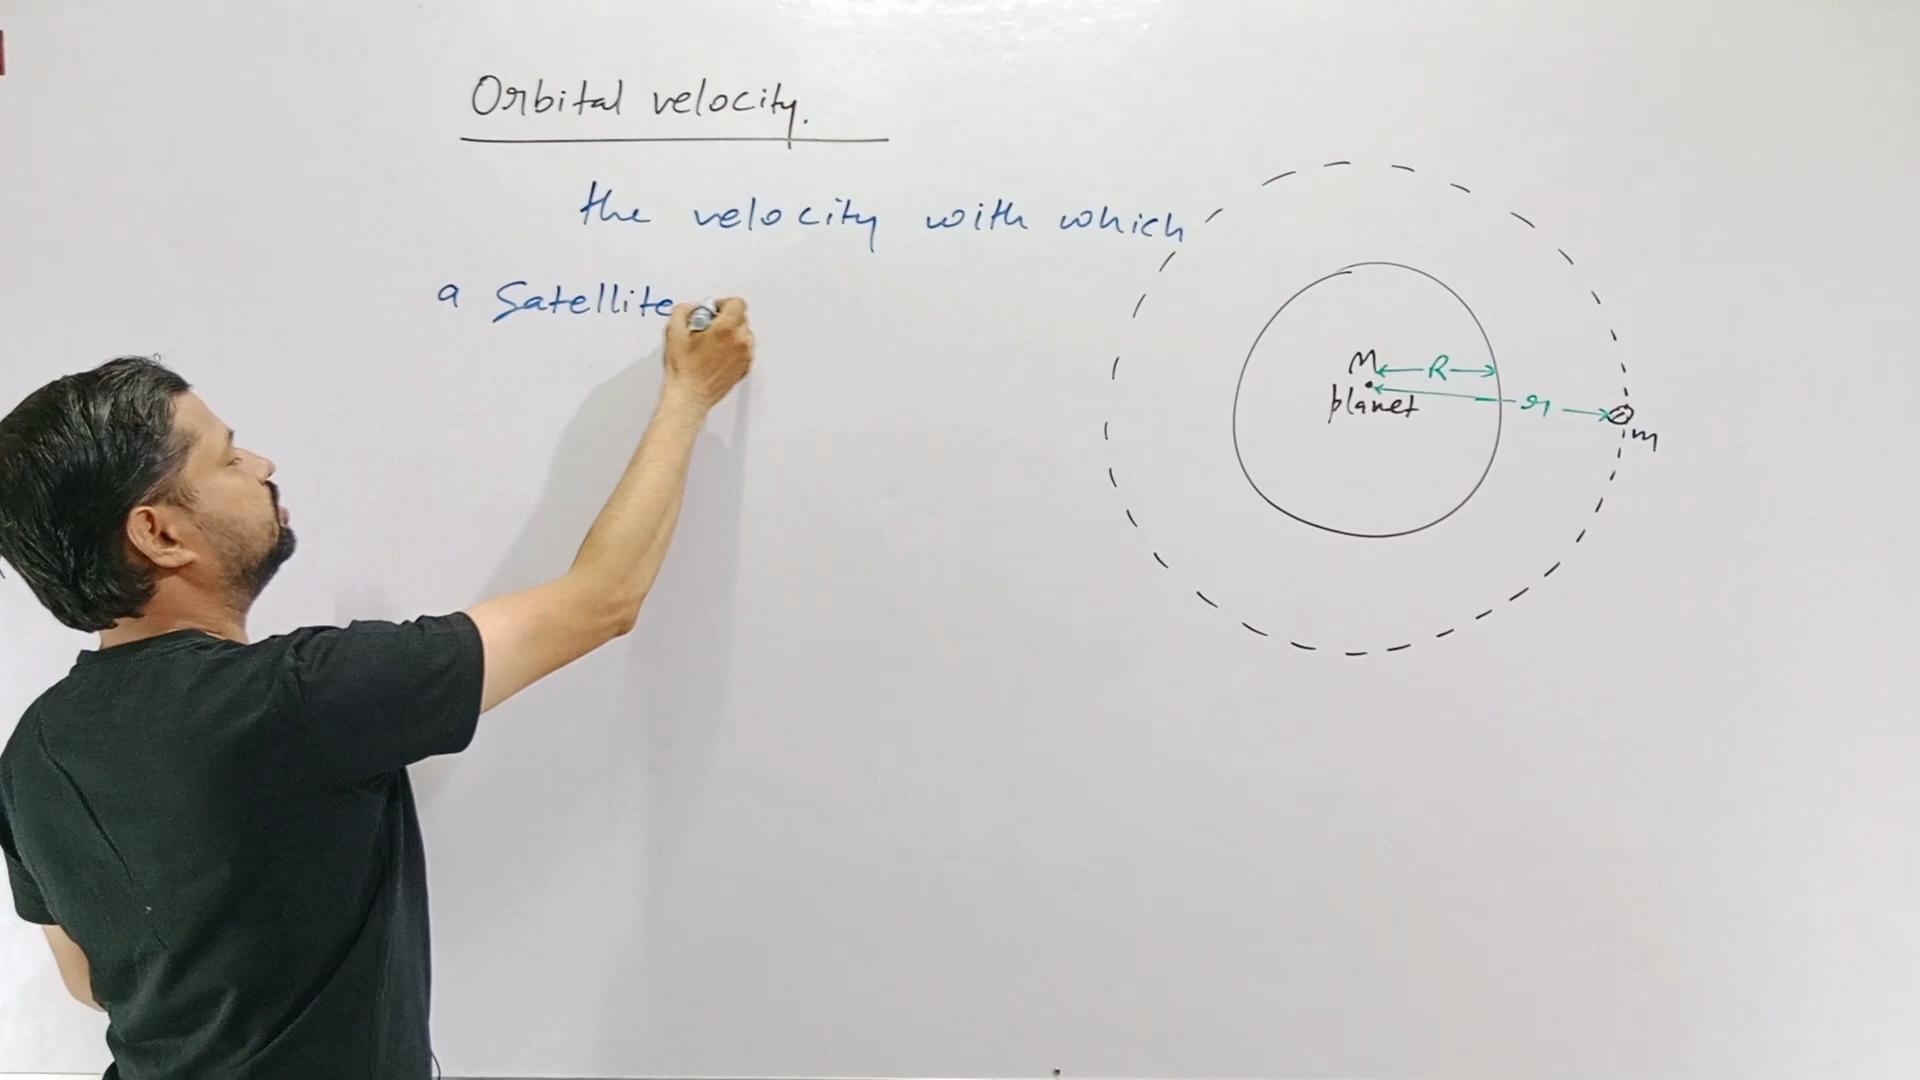 Orbital velocity.
the velocity with which
a Satellite
M
R
planet
r
m